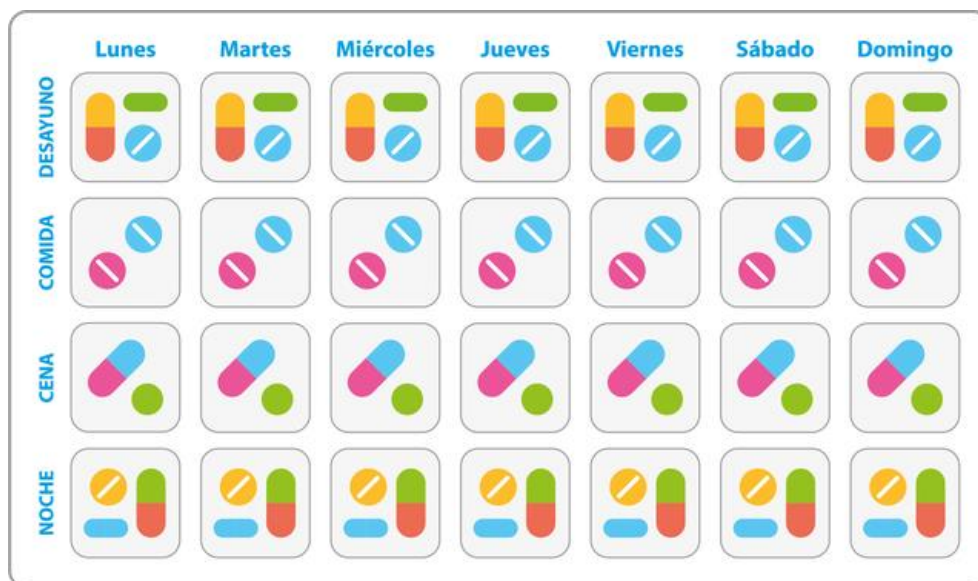 Lunes Martes Miércoles Jueves Viernes Sábado Domingo
DESAYUNO
COMIDA
CENA
NOCHE